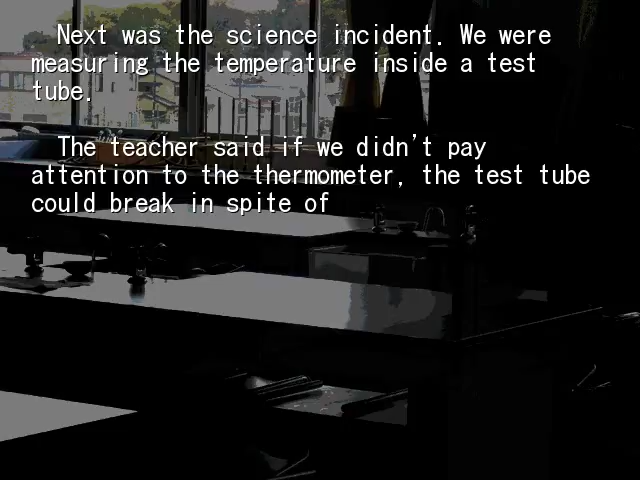 Next was the science incident. We were
measuring the temperature inside a test
tube.
The teacher said if we didn't pay
attention to the thermometer, the test tube
could break in spite of